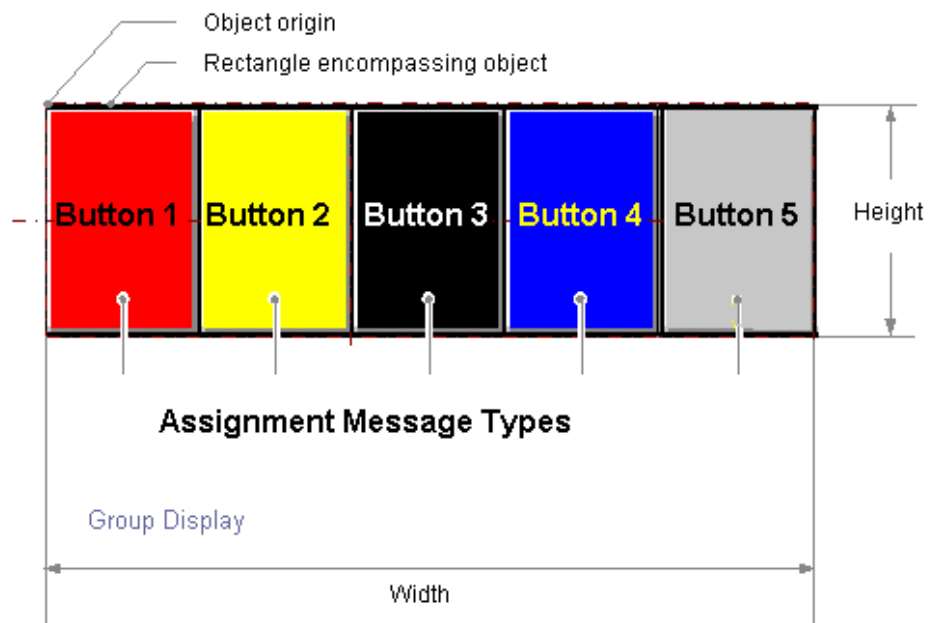 Object origin
Rectangle encompassing object
Button 1 Button 2 Button 3 Button 4 Button 5
Height
Assignment Message Types
Group Display
Width